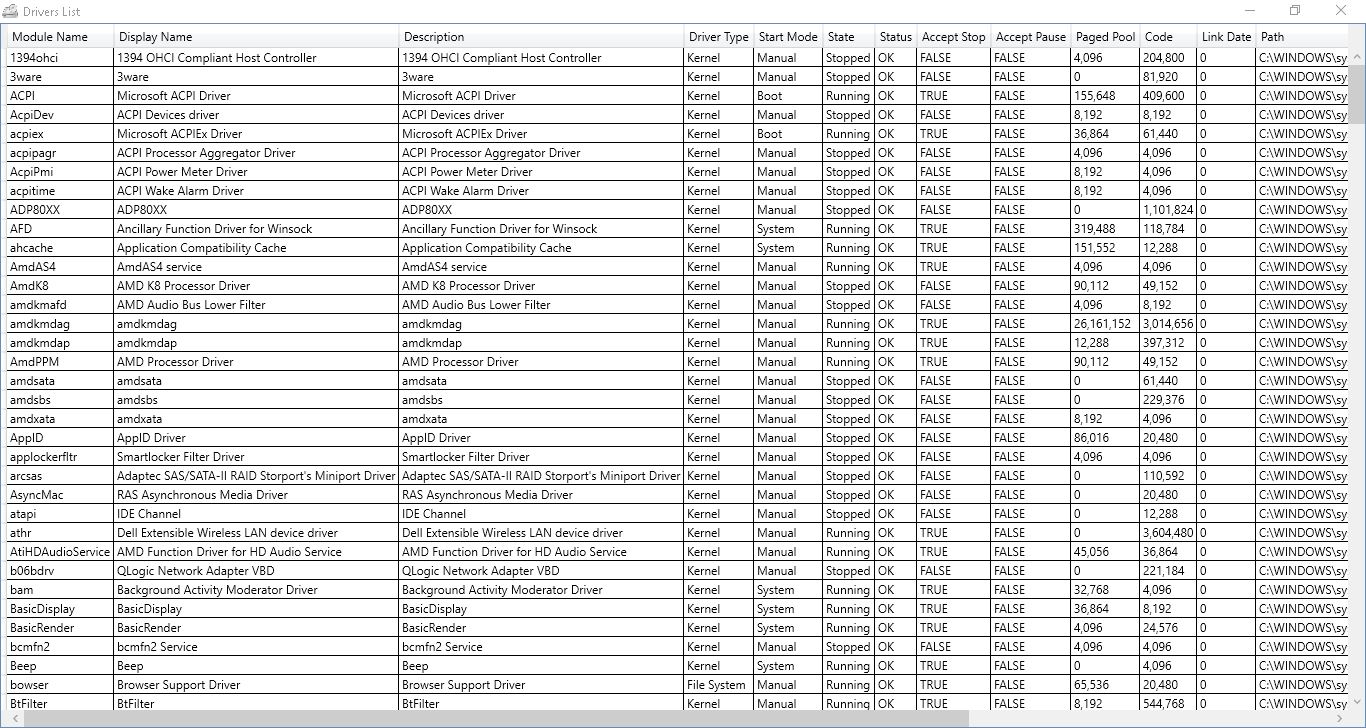 Drivers List
Module Name Display Name Description Driver Type Start Mode State Status Accept Stop Accept Pause Paged Pool Code Link Date Path
1394ohci 1394 OHCI Compliant Host Controller 1394 OHCI Compliant Host Controller Kernel Manual Stopped OK FALSE FALSE 4,096 204,800 0 C:\WINDOWS\sy
3ware 3ware 3ware Kernel Manual Stopped OK FALSE FALSE 0 81,920 0 C:\WINDOWS\sy
ACPI Microsoft ACPI Driver Microsoft ACPI Driver Kernel Boot Running OK TRUE FALSE 155,648 409,600 0 C:\WINDOWS\sy
AcpiDev ACPI Devices driver ACPI Devices driver Kernel Manual Stopped OK FALSE FALSE 8,192 8,192 0 C:\WINDOWS\sy
acpiex Microsoft ACPIEx Driver Microsoft ACPIEx Driver Kernel Boot Running OK TRUE FALSE 36,864 61,440 0 C:\WINDOWS\sy
acpipagr ACPI Processor Aggregator Driver ACPI Processor Aggregator Driver Kernel Manual Stopped OK FALSE FALSE 4,096 4,096 0 C:\WINDOWS\sy
AcpiPmi ACPI Power Meter Driver ACPI Power Meter Driver Kernel Manual Stopped OK FALSE FALSE 8,192 4,096 0 C:\WINDOWS\sy
acpitime ACPI Wake Alarm Driver ACPI Wake Alarm Driver Kernel Manual Stopped OK FALSE FALSE 8,192 4,096 0 C:\WINDOWS\sy
ADP80XX ADP80XX ADP80XX Kernel Manual Stopped OK FALSE FALSE 0 1,101,824 0 C:\WINDOWS\sy
AFD Ancillary Function Driver for Winsock Ancillary Function Driver for Winsock Kernel System Running OK TRUE FALSE 319,488 118,784 0 C:\WINDOWS\sy
ahcache Application Compatibility Cache Application Compatibility Cache Kernel System Running OK TRUE FALSE 151,552 12,288 0 C:\WINDOWS\sy
AmdAS4 AmdAS4 service AmdAS4 service Kernel Manual Running OK TRUE FALSE 4,096 4,096 0 C:\WINDOWS\sy
AmdK8 AMD K8 Processor Driver AMD K8 Processor Driver Kernel Manual Stopped OK FALSE FALSE 90,112 49,152 0 C:\WINDOWS\sy
amdkmafd AMD Audio Bus Lower Filter AMD Audio Bus Lower Filter Kernel Manual Stopped OK FALSE FALSE 4,096 8,192 0 C:\WINDOWS\sy
amdkmdag amdkmdag amdkmdag Kernel Manual Running OK TRUE FALSE 26,161,152 3,014,656 0 C:\WINDOWS\sy
amdkmdap amdkmdap amdkmdap Kernel Manual Running OK TRUE FALSE 12,288 397,312 0 C:\WINDOWS\sy
AmdPPM AMD Processor Driver AMD Processor Driver Kernel Manual Running OK TRUE FALSE 90,112 49,152 0 C:\WINDOWS\sy
amdsata amdsata amdsata Kernel Manual Stopped OK FALSE FALSE 0 61,440 0 C:\WINDOWS\sy
amdsbs amdsbs amdsbs Kernel Manual Stopped OK FALSE FALSE 0 229,376 0 C:\WINDOWS\sy
amdxata amdxata amdxata Kernel Manual Stopped OK FALSE FALSE 8,192 4,096 0 C:\WINDOWS\sy
AppID AppID Driver AppID Driver Kernel Manual Stopped OK FALSE FALSE 86,016 20,480 0 C:\WINDOWS\sy
applockerfltr Smartlocker Filter Driver Smartlocker Filter Driver Kernel Manual Stopped OK FALSE FALSE 4,096 4,096 0 C:\WINDOWS\sy
arcsas Adaptec SAS/SATA-II RAID Storport's Miniport Driver Adaptec SAS/SATA-II RAID Storport's Miniport Driver Kernel Manual Stopped OK FALSE FALSE 0 110,592 0 C:\WINDOWS\sy
AsyncMac RAS Asynchronous Media Driver RAS Asynchronous Media Driver Kernel Manual Stopped OK FALSE FALSE 0 20,480 0 C:\WINDOWS\sy
atapi IDE Channel IDE Channel Kernel Manual Stopped OK FALSE FALSE 0 12,288 0 C:\WINDOWS\sy
athr Dell Extensible Wireless LAN device driver Dell Extensible Wireless LAN device driver Kernel Manual Running OK TRUE FALSE 0 3,604,480 0 C:\WINDOWS\sy
AtiHDAudioService AMD Function Driver for HD Audio Service AMD Function Driver for HD Audio Service Kernel Manual Running OK TRUE FALSE 45,056 36,864 0 C:\WINDOWS\sy
b06bdrv QLogic Network Adapter VBD QLogic Network Adapter VBD Kernel Manual Stopped OK FALSE FALSE 0 221,184 0 C:\WINDOWS\sy
bam Background Activity Moderator Driver Background Activity Moderator Driver Kernel System Running OK TRUE FALSE 32,768 4,096 0 C:\WINDOWS\sy
BasicDisplay BasicDisplay BasicDisplay Kernel System Running OK TRUE FALSE 36,864 8,192 0 C:\WINDOWS\sy
BasicRender BasicRender BasicRender Kernel System Running OK TRUE FALSE 4,096 24,576 0 C:\WINDOWS\sy
bcmfn2 bcmfn2 Service bcmfn2 Service Kernel Manual Stopped OK FALSE FALSE 4,096 4,096 0 C:\WINDOWS\sy
Beep Beep Beep Kernel System Running OK TRUE FALSE 0 4,096 0 C:\WINDOWS\sy
bowser Browser Support Driver Browser Support Driver File System Manual Running OK TRUE FALSE 65,536 20,480 0 C:\WINDOWS\sy
BtFilter BtFilter BtFilter Kernel Manual Running OK TRUE FALSE 8,192 544,768 0 C:\WINDOWS\sy